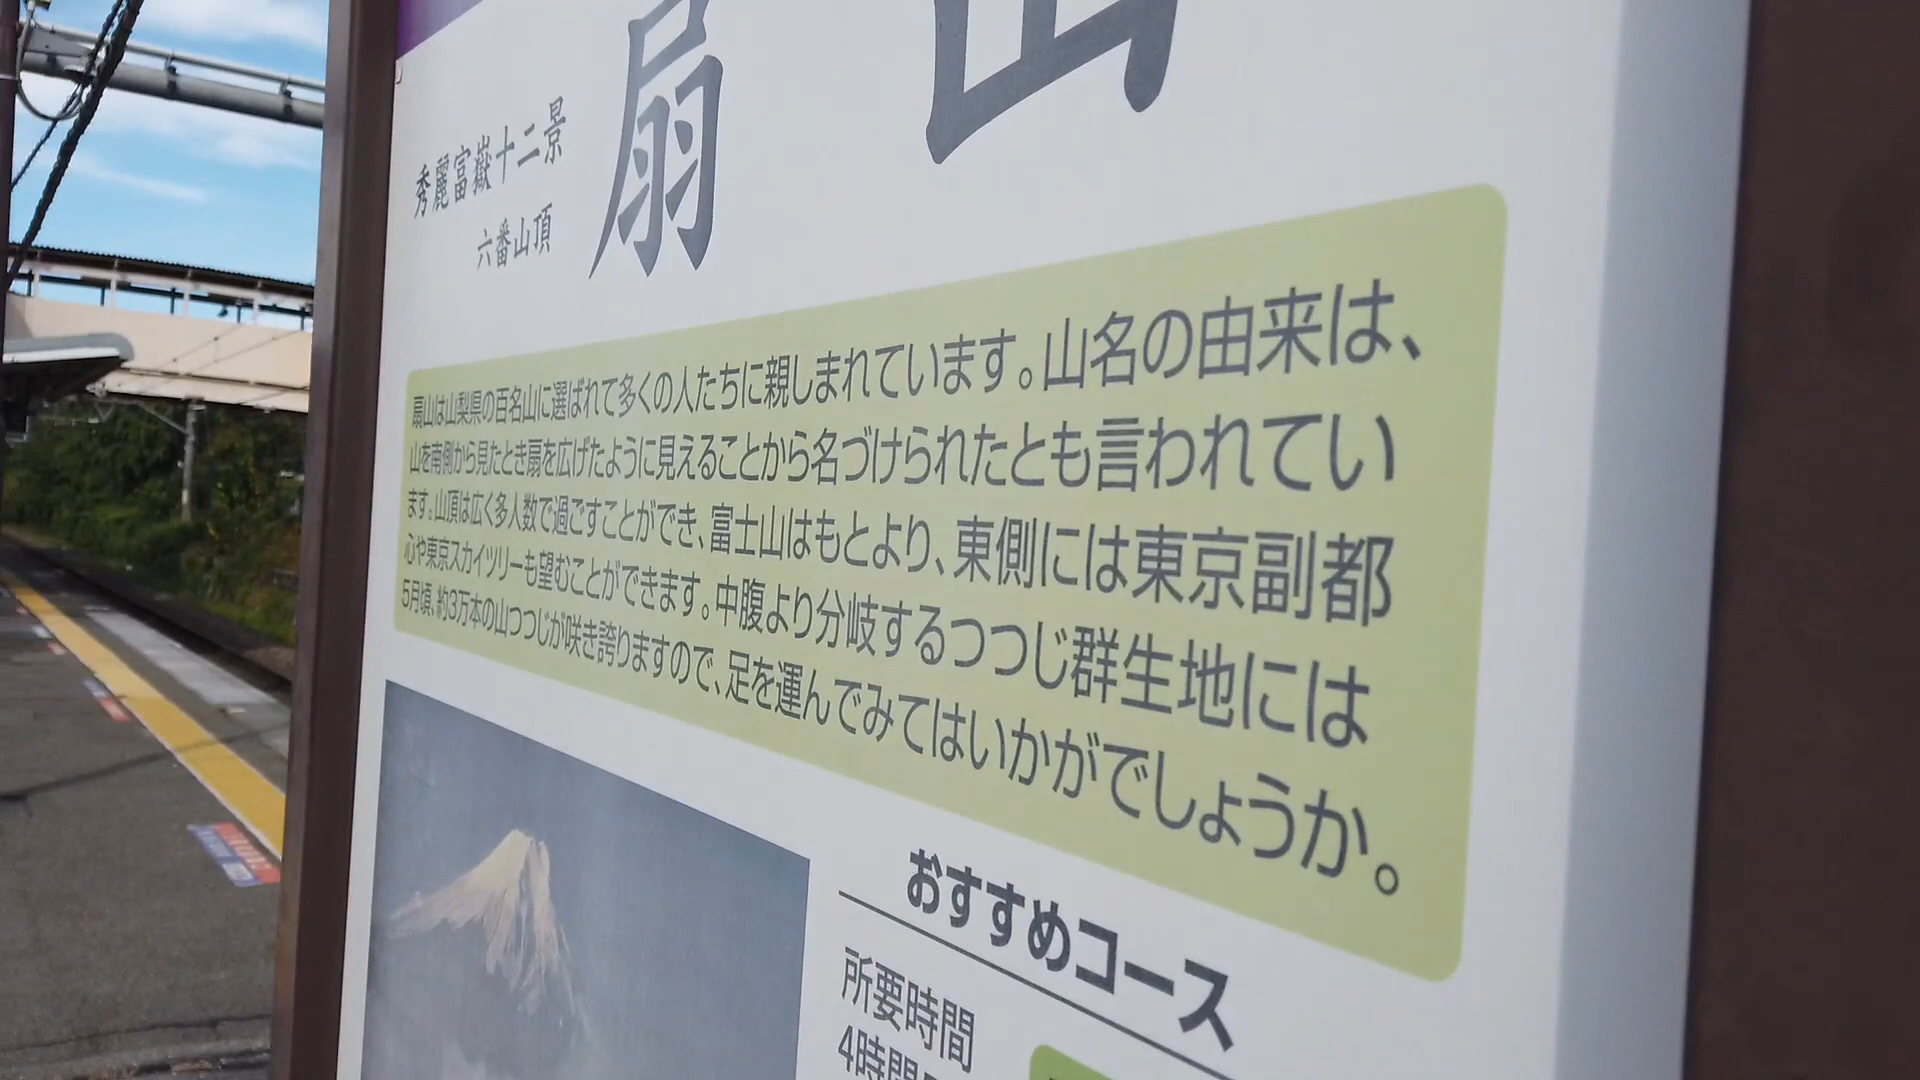 扇山
秀麗富嶽十二景
六番山頂
扇山は山梨県の百名山に選ばれて多くの人たちに親しまれています。山名の由来は、
山を南側から見たとき扇を広げたように見えることから名づけられたとも言われてい
ます。山頂は広く多人数で過ごすことができ、富士山はもとより、東側には東京副都
心や東京スカイツリーも望むことができます。中腹より分岐するつつじ群生地には
5月頃、約3万本の山つつじが咲き誇りますので、足を運んでみてはいかがでしょうか。
おすすめコース
所要時間
4時間